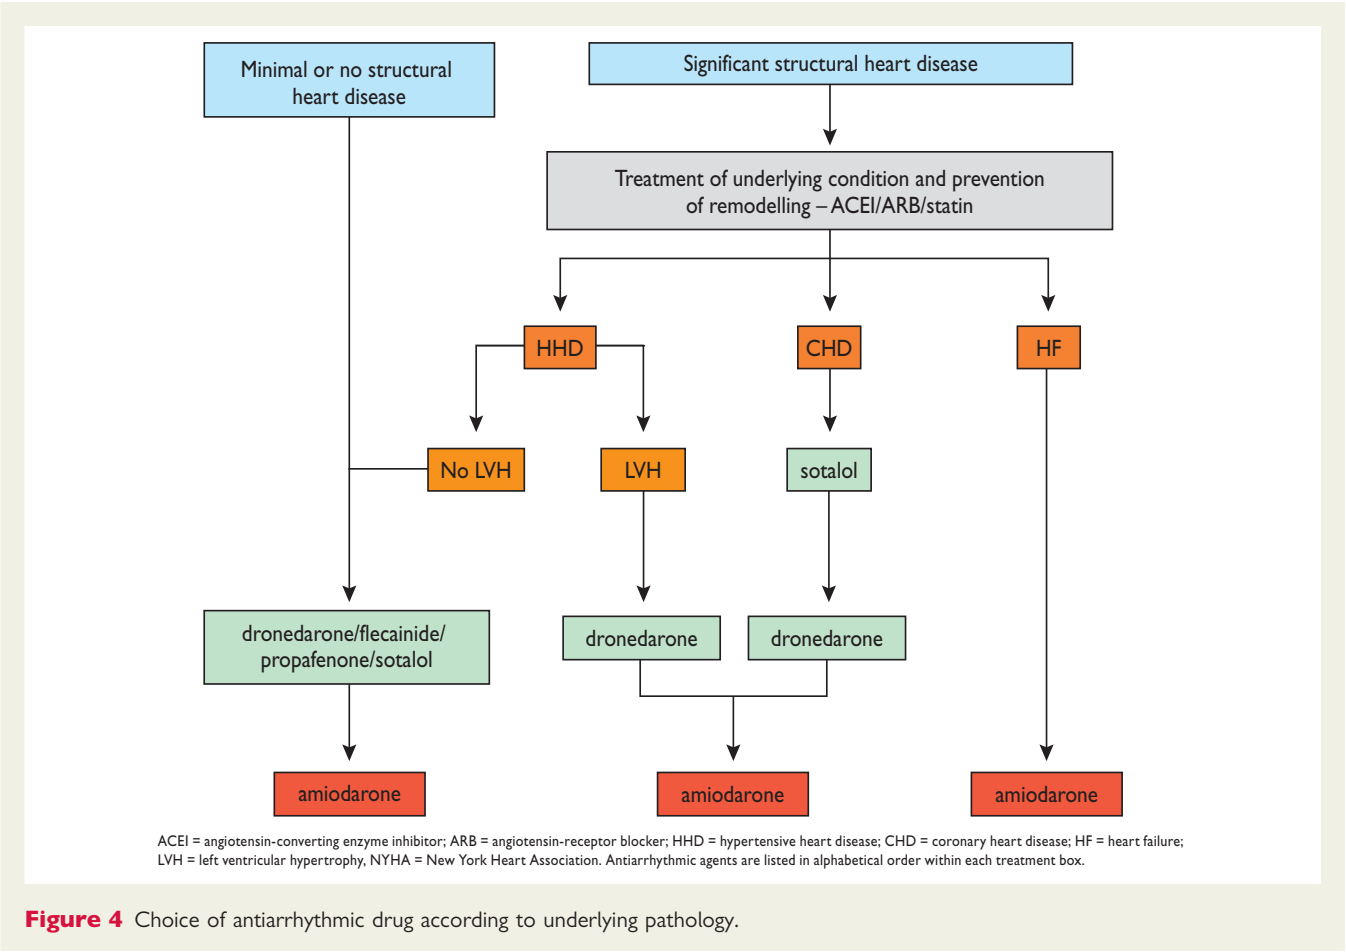 Minimal or no structural
heart disease
Significant structural heart disease
Treatment of underlying condition and prevention
of remodelling – ACEI/ARB/statin
HHD
CHD
HF
No LVH
LVH
sotalol
dronedarone/flecainide/
propafenone/sotalol
dronedarone
dronedarone
amiodarone
amiodarone
amiodarone
ACEI = angiotensin-converting enzyme inhibitor; ARB = angiotensin-receptor blocker; HHD = hypertensive heart disease; CHD = coronary heart disease; HF = heart failure;
LVH = left ventricular hypertrophy, NYHA = New York Heart Association. Antiarrhythmic agents are listed in alphabetical order within each treatment box.
Figure 4 Choice of antiarrhythmic drug according to underlying pathology.